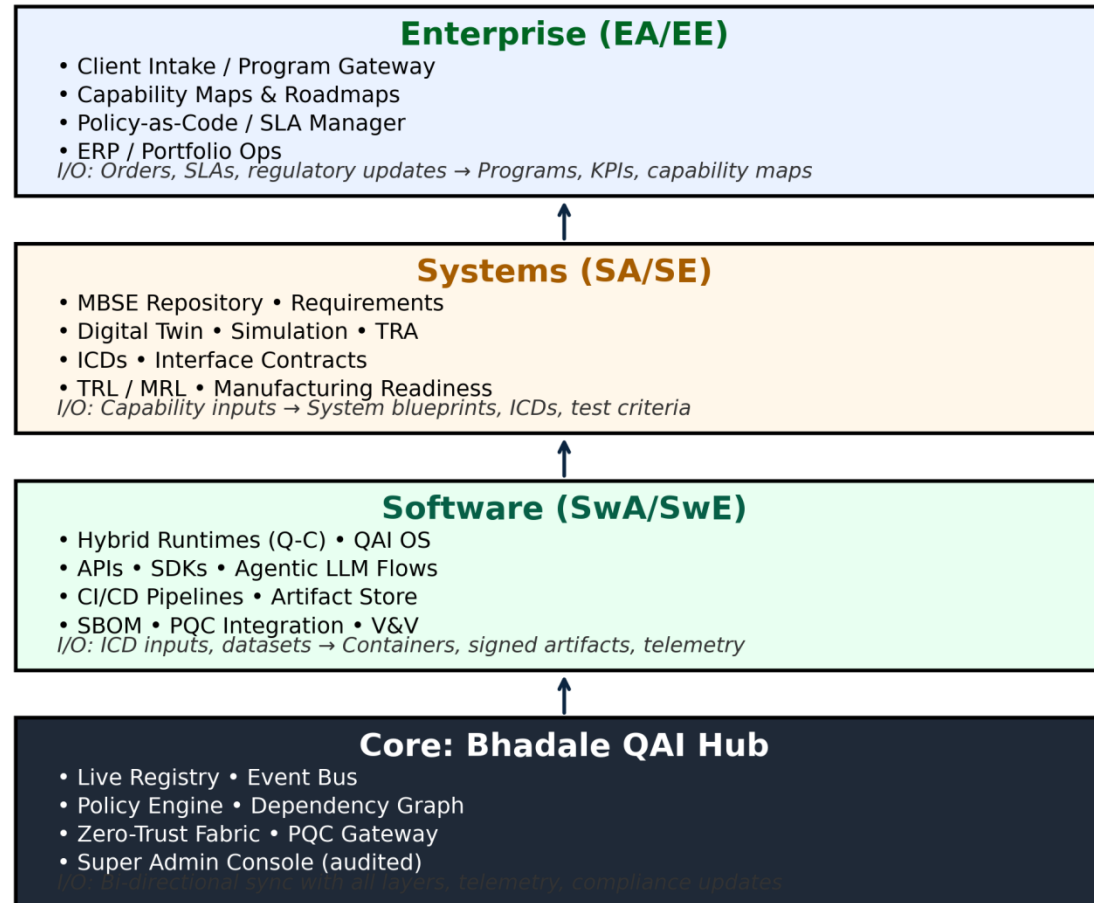 Enterprise (EA/EE)
• Client Intake / Program Gateway
• Capability Maps & Roadmaps
• Policy-as-Code / SLA Manager
• ERP / Portfolio Ops
I/O: Orders, SLAs, regulatory updates → Programs, KPIs, capability maps
Systems (SA/SE)
• MBSE Repository • Requirements
• Digital Twin • Simulation • TRA
• ICDs • Interface Contracts
• TRL / MRL • Manufacturing Readiness
I/O: Capability inputs → System blueprints, ICDs, test criteria
Software (SwA/SwE)
• Hybrid Runtimes (Q-C) • QAI OS
• APIs • SDKs • Agentic LLM Flows
• CI/CD Pipelines • Artifact Store
• SBOM • PQC Integration • V&V
I/O: ICD inputs, datasets → Containers, signed artifacts, telemetry
Core: Bhadale QAI Hub
• Live Registry • Event Bus
• Policy Engine • Dependency Graph
• Zero-Trust Fabric • PQC Gateway
• Super Admin Console (audited)
I/O: Bi-directional sync with all layers, telemetry, compliance updates